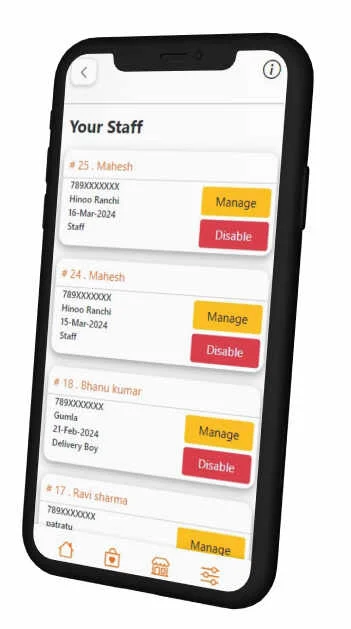 Your Staff
# 25 . Mahesh
789XXXXXXX
Hinoo Ranchi
16-Mar-2024
Staff
Manage
Disable
# 24 . Mahesh
789XXXXXXX
Hinoo Ranchi
15-Mar-2024
Staff
Manage
Disable
# 18 . Bhanu kumar
789XXXXXXX
Gumla
21-Feb-2024
Delivery Boy
Manage
Disable
# 17 . Ravi sharma
789XXXXXXX
patratu
Manage